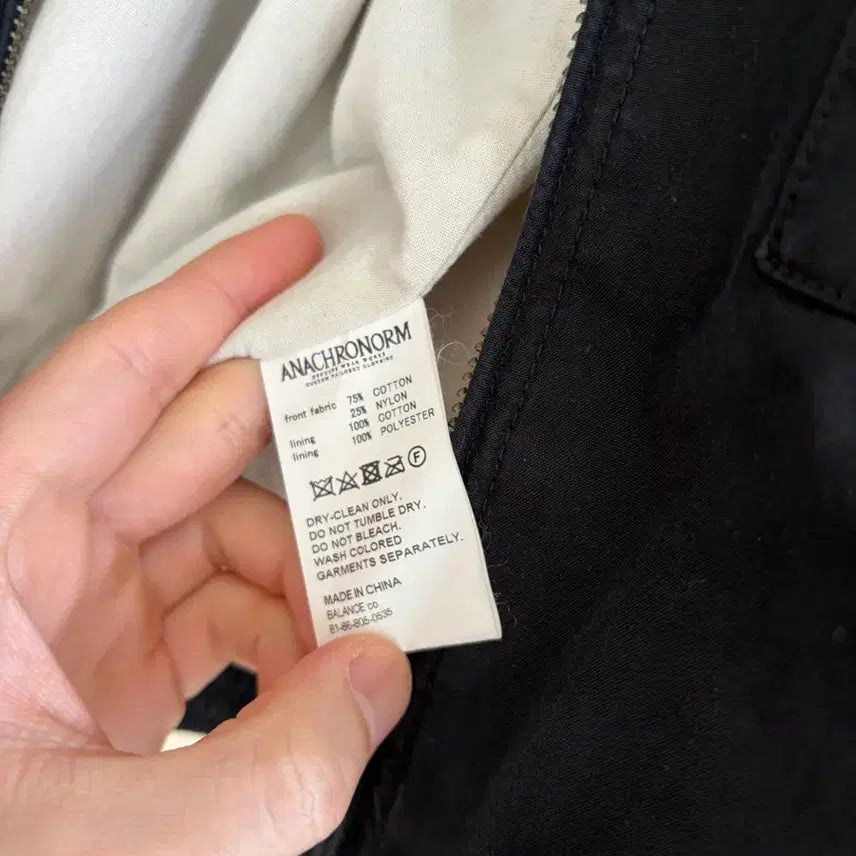 ANACHRONORM
GENUINE WEAR WORKS
CUSTOM TAILORED CLOTHING
front fabric 75% COTTON
25% NYLON
lining 100% COTTON
lining 100% POLYESTER
F
DRY-CLEAN ONLY.
DO NOT TUMBLE DRY.
DO NOT BLEACH.
WASH COLORED
GARMENTS SEPARATELY.
MADE IN CHINA
BALANCE co.
81-86-805-0535